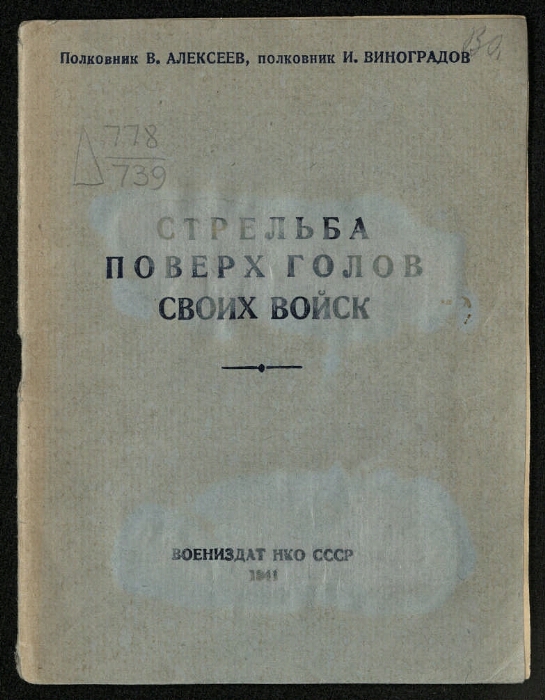 Полковник В. АЛЕКСЕЕВ, полковник И. ВИНОГРАДОВ
778
739
СТРЕЛЬБА
ПОВЕРХ ГОЛОВ
СВОИХ ВОЙСК
ВОЕНИЗДАТ НКО СССР
1941